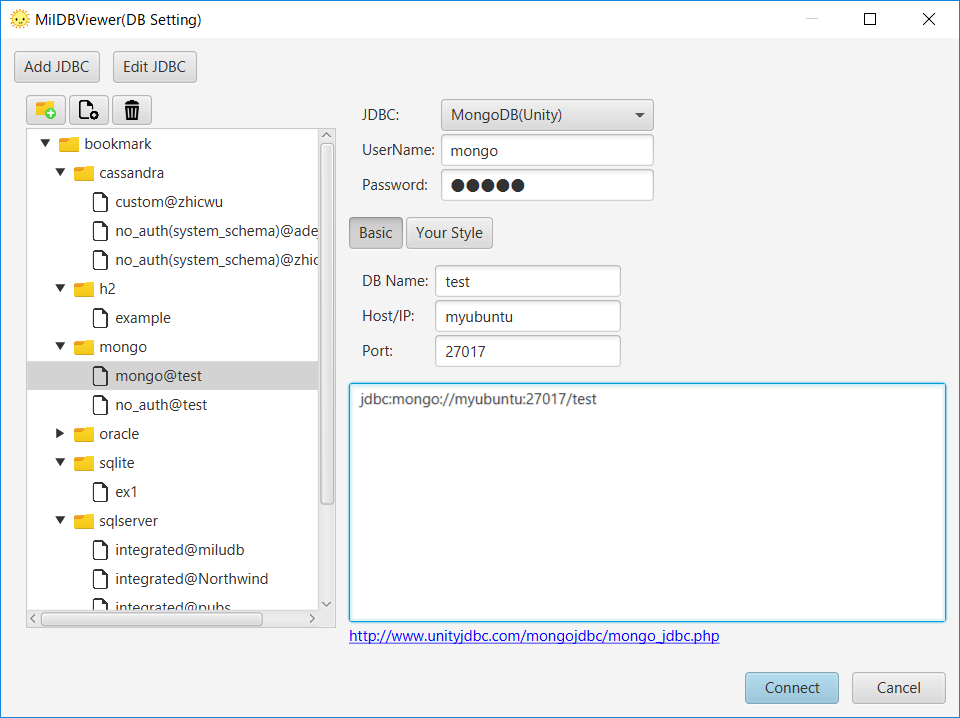 MilDBViewer(DB Setting)
Add JDBC
Edit JDBC
bookmark
cassandra
custom@zhicwu
no_auth(system_schema)@ade
no_auth(system_schema)@zhic
h2
example
mongo
mongo@test
no_auth@test
oracle
sqlite
ex1
sqlserver
integrated@miludb
integrated@Northwind
integrated@pubs
JDBC:
MongoDB(Unity)
UserName:
mongo
Password:
●●●●●
Basic
Your Style
DB Name:
test
Host/IP:
myubuntu
Port:
27017
jdbc:mongo://myubuntu:27017/test
http://www.unityjdbc.com/mongojdbc/mongo_jdbc.php
Connect
Cancel